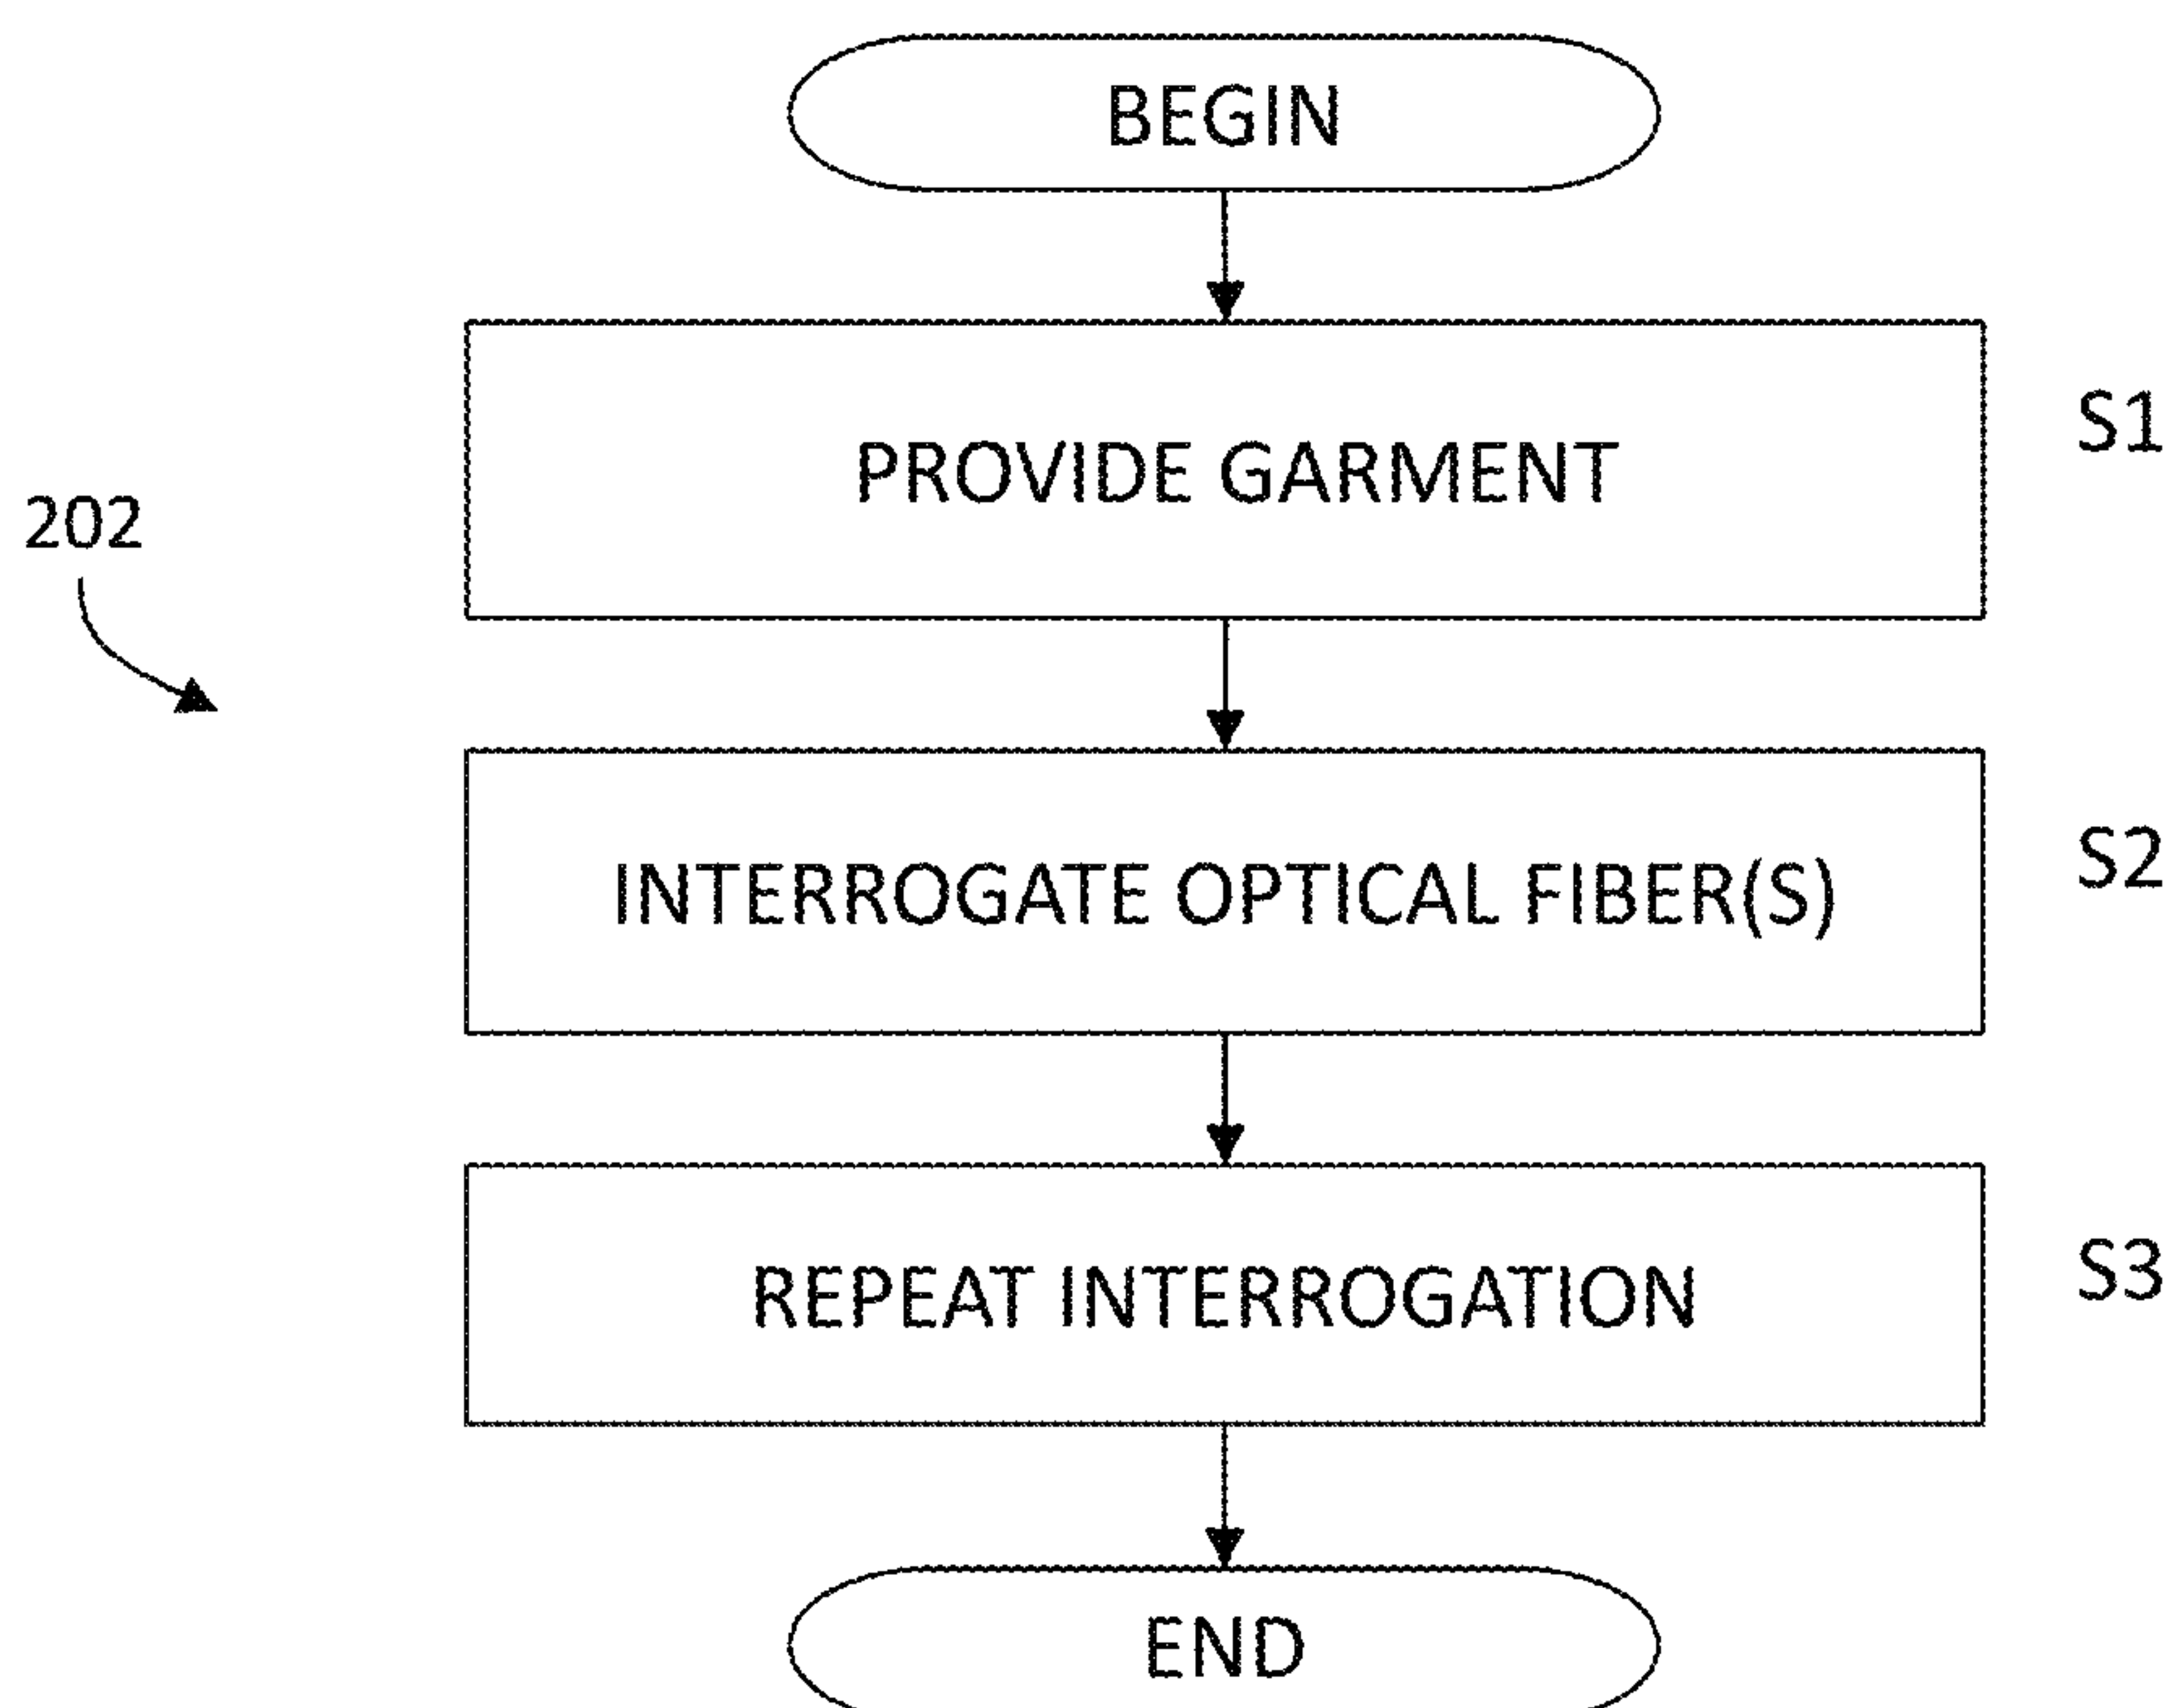 BEGIN
PROVIDE GARMENT
S1
202
INTERROGATE OPTICAL FIBER(S)
S2
REPEAT INTERROGATION
S3
END